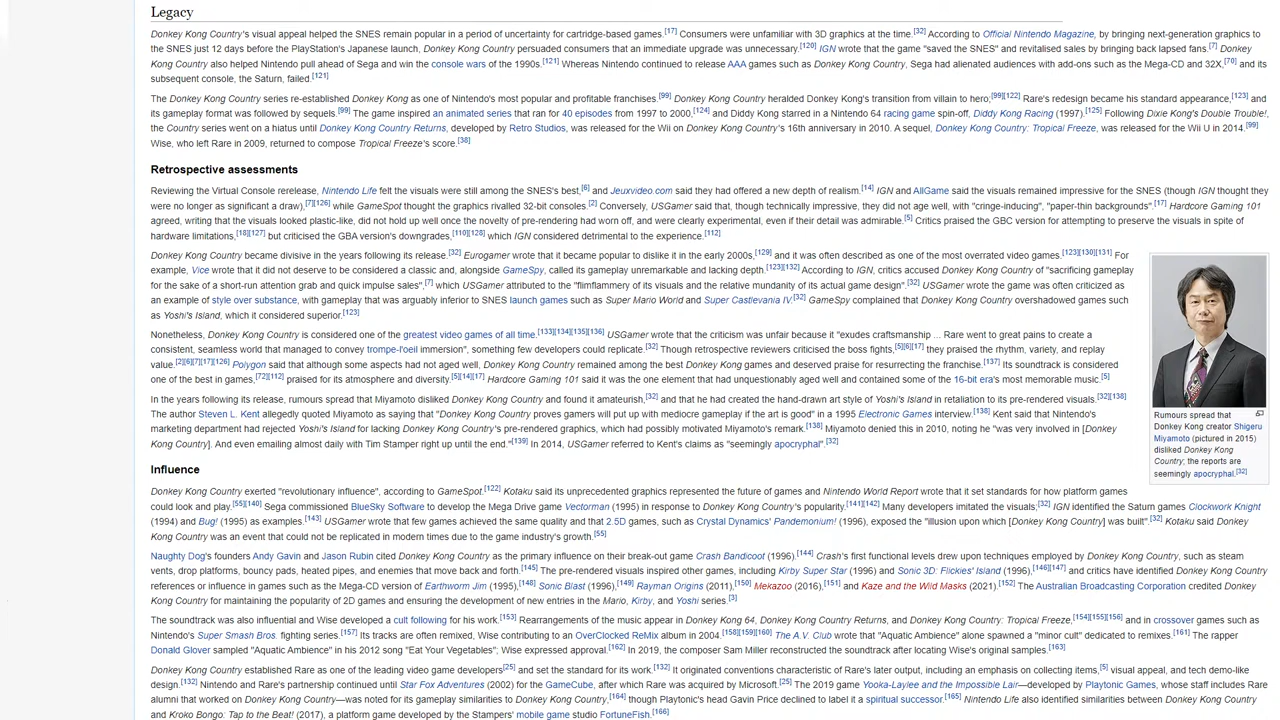 Legacy
Donkey Kong Country's visual appeal helped the SNES remain popular in a period of uncertainty for cartridge-based games.[17] Consumers were unfamiliar with 3D graphics at the time.[32] According to Official Nintendo Magazine, by bringing next-generation graphics to
the SNES just 12 days before the PlayStation's Japanese launch, Donkey Kong Country persuaded consumers that an immediate upgrade was unnecessary.[120] IGN wrote that the game "saved the SNES" and revitalised sales by bringing back lapsed fans.[7] Donkey
Kong Country also helped Nintendo pull ahead of Sega and win the console wars of the 1990s.[121] Whereas Nintendo continued to release AAA games such as Donkey Kong Country, Sega had alienated audiences with add-ons such as the Mega-CD and 32X,[70] and its
subsequent console, the Saturn, failed.[121]
The Donkey Kong Country series re-established Donkey Kong as one of Nintendo's most popular and profitable franchises.[99] Donkey Kong Country heralded Donkey Kong's transition from villain to hero;[99][122] Rare's redesign became his standard appearance,[123] and
its gameplay format was followed by sequels.[99] The game inspired an animated series that ran for 40 episodes from 1997 to 2000,[124] and Diddy Kong starred in a Nintendo 64 racing game spin-off, Diddy Kong Racing (1997).[125] Following Dixie Kong's Double Trouble!,
the Country series went on a hiatus until Donkey Kong Country Returns, developed by Retro Studios, was released for the Wii on Donkey Kong Country's 16th anniversary in 2010. A sequel, Donkey Kong Country: Tropical Freeze, was released for the Wii U in 2014.[99]
Wise, who left Rare in 2009, returned to compose Tropical Freeze's score.[38]
Retrospective assessments
Reviewing the Virtual Console rerelease, Nintendo Life felt the visuals were still among the SNES's best,[6] and Jeuxvideo.com said they had offered a new depth of realism.[14] IGN and AllGame said the visuals remained impressive for the SNES (though IGN thought they
were no longer as significant a draw),[7][126] while GameSpot thought the graphics rivalled 32-bit consoles.[2] Conversely, USGamer said that, though technically impressive, they did not age well, with "cringe-inducing", "paper-thin backgrounds".[17] Hardcore Gaming 101
agreed, writing that the visuals looked plastic-like, did not hold up well once the novelty of pre-rendering had worn off, and were clearly experimental, even if their detail was admirable.[5] Critics praised the GBC version for attempting to preserve the visuals in spite of
hardware limitations,[18][127] but criticised the GBA version's downgrades,[110][128] which IGN considered detrimental to the experience.[112]
Donkey Kong Country became divisive in the years following its release.[32] Eurogamer wrote that it became popular to dislike it in the early 2000s,[129] and it was often described as one of the most overrated video games.[123][130][131] For
example, Vice wrote that it did not deserve to be considered a classic and, alongside GameSpy, called its gameplay unremarkable and lacking depth.[123][132] According to IGN, critics accused Donkey Kong Country of "sacrificing gameplay
for the sake of a short-run attention grab and quick impulse sales",[7] which USGamer attributed to the "flimflammery of its visuals and the relative mundanity of its actual game design".[32] USGamer wrote the game was often criticized as
an example of style over substance, with gameplay that was arguably inferior to SNES launch games such as Super Mario World and Super Castlevania IV.[32] GameSpy complained that Donkey Kong Country overshadowed games such
as Yoshi's Island, which it considered superior.[123]
Nonetheless, Donkey Kong Country is considered one of the greatest video games of all time.[133][134][135][136] USGamer wrote that the criticism was unfair because it "exudes craftsmanship ... Rare went to great pains to create a
consistent, seamless world that managed to convey trompe-l'oeil immersion", something few developers could replicate.[32] Though retrospective reviewers criticised the boss fights,[5][6][17] they praised the rhythm, variety, and replay
value.[2][6][7][17][126] Polygon said that although some aspects had not aged well, Donkey Kong Country remained among the best Donkey Kong games and deserved praise for resurrecting the franchise.[137] Its soundtrack is considered
one of the best in games,[72][112] praised for its atmosphere and diversity.[5][14][17] Hardcore Gaming 101 said it was the one element that had unquestionably aged well and contained some of the 16-bit era's most memorable music.[5]
In the years following its release, rumours spread that Miyamoto disliked Donkey Kong Country and found it amateurish,[32] and that he had created the hand-drawn art style of Yoshi's Island in retaliation to its pre-rendered visuals.[32][138]
The author Steven L. Kent allegedly quoted Miyamoto as saying that "Donkey Kong Country proves gamers will put up with mediocre gameplay if the art is good" in a 1995 Electronic Games interview.[138] Kent said that Nintendo's
marketing department had rejected Yoshi's Island for lacking Donkey Kong Country's pre-rendered graphics, which had possibly motivated Miyamoto's remark.[138] Miyamoto denied this in 2010, noting he "was very involved in [Donkey
Kong Country]. And even emailing almost daily with Tim Stamper right up until the end."[139] In 2014, USGamer referred to Kent's claims as "seemingly apocryphal".[32]
Rumours spread that
Donkey Kong creator Shigeru
Miyamoto (pictured in 2015)
disliked Donkey Kong
Country; the reports are
seemingly apocryphal.[32]
Influence
Donkey Kong Country exerted "revolutionary influence", according to GameSpot.[122] Kotaku said its unprecedented graphics represented the future of games and Nintendo World Report wrote that it set standards for how platform games
could look and play.[55][140] Sega commissioned BlueSky Software to develop the Mega Drive game Vectorman (1995) in response to Donkey Kong Country's popularity.[141][142] Many developers imitated the visuals;[32] IGN identified the Saturn games Clockwork Knight
(1994) and Bug! (1995) as examples.[143] USGamer wrote that few games achieved the same quality and that 2.5D games, such as Crystal Dynamics' Pandemonium! (1996), exposed the "illusion upon which [Donkey Kong Country] was built".[32] Kotaku said Donkey
Kong Country was an event that could not be replicated in modern times due to the game industry's growth.[55]
Naughty Dog's founders Andy Gavin and Jason Rubin cited Donkey Kong Country as the primary influence on their break-out game Crash Bandicoot (1996).[144] Crash's first functional levels drew upon techniques employed by Donkey Kong Country, such as steam
vents, drop platforms, bouncy pads, heated pipes, and enemies that move back and forth.[145] The pre-rendered visuals inspired other games, including Kirby Super Star (1996) and Sonic 3D: Flickies' Island (1996),[146][147] and critics have identified Donkey Kong Country
references or influence in games such as the Mega-CD version of Earthworm Jim (1995),[148] Sonic Blast (1996),[149] Rayman Origins (2011),[150] Mekazoo (2016),[151] and Kaze and the Wild Masks (2021).[152] The Australian Broadcasting Corporation credited Donkey
Kong Country for maintaining the popularity of 2D games and ensuring the development of new entries in the Mario, Kirby, and Yoshi series.[3]
The soundtrack was also influential and Wise developed a cult following for his work.[153] Rearrangements of the music appear in Donkey Kong 64, Donkey Kong Country Returns, and Donkey Kong Country: Tropical Freeze,[154][155][156] and in crossover games such as
Nintendo's Super Smash Bros. fighting series.[157] Its tracks are often remixed, Wise contributing to an OverClocked ReMix album in 2004.[158][159][160] The A.V. Club wrote that "Aquatic Ambience" alone spawned a "minor cult" dedicated to remixes.[161] The rapper
Donald Glover sampled "Aquatic Ambience" in his 2012 song "Eat Your Vegetables"; Wise expressed approval.[162] In 2019, the composer Sam Miller reconstructed the soundtrack after locating Wise's original samples.[163]
Donkey Kong Country established Rare as one of the leading video game developers[25] and set the standard for its work.[132] It originated conventions characteristic of Rare's later output, including an emphasis on collecting items,[5] visual appeal, and tech demo-like
design.[132] Nintendo and Rare's partnership continued until Star Fox Adventures (2002) for the GameCube, after which Rare was acquired by Microsoft.[25] The 2019 game Yooka-Laylee and the Impossible Lair—developed by Playtonic Games, whose staff includes Rare
alumni that worked on Donkey Kong Country—was noted for its gameplay similarities to Donkey Kong Country,[164] though Playtonic's head Gavin Price declined to label it a spiritual successor.[165] Nintendo Life also identified similarities between Donkey Kong Country
and Kroko Bongo: Tap to the Beat! (2017), a platform game developed by the Stampers' mobile game studio FortuneFish.[166]